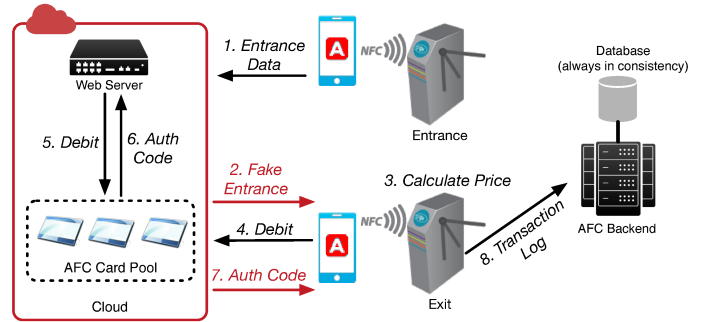 1. Entrance
Data
A
NFC
Entrance
Database
(always in consistency)
Web Server
5. Debit
6. Auth
Code
2. Fake
Entrance
3. Calculate Price
4. Debit
A
NFC
7. Auth Code
Exit
8. Transaction
Log
AFC Backend
AFC Card Pool
Cloud